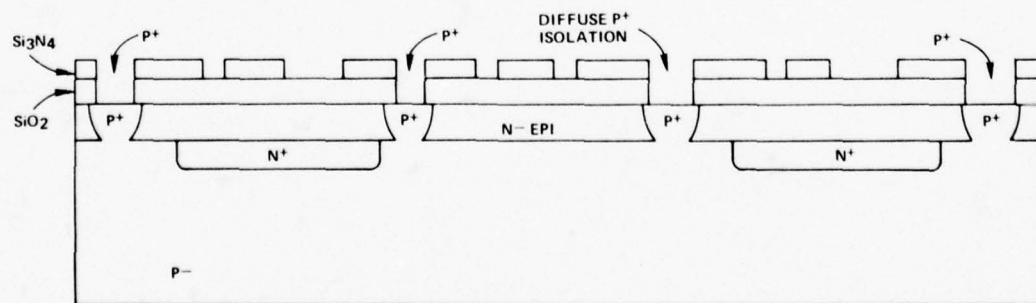 Si3N4
P+
P+
DIFFUSE P+
ISOLATION
P+
SiO2
P+
P+
N- EPI
P+
P+
N+
N+
P-